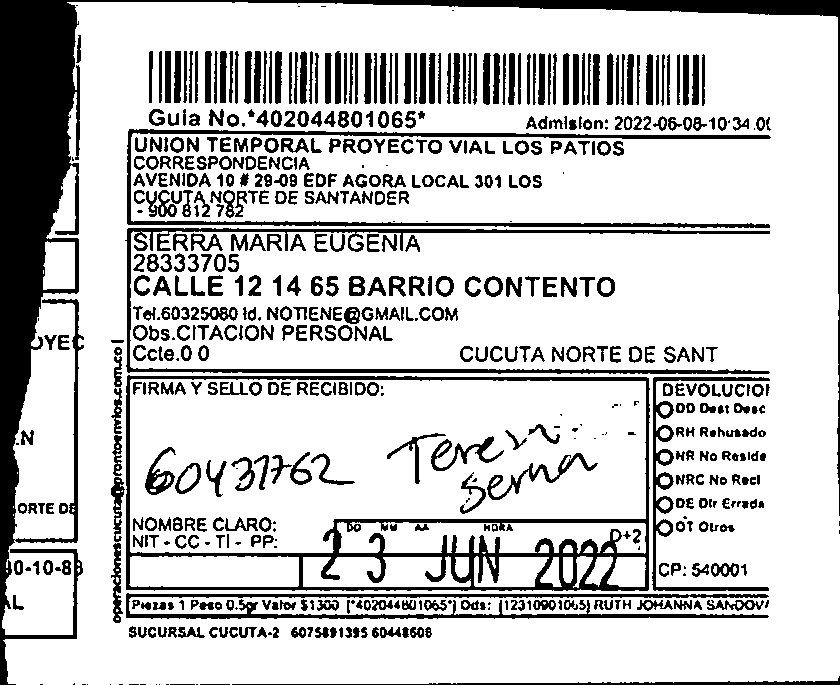 Guia No.*402044801065*
Admision: 2022-06-08-10:34.0
UNION TEMPORAL PROYECTO VIAL LOS PATIOS
CORRESPONDENCIA
AVENIDA 10 # 29-09 EDF AGORA LOCAL 301 LOS
CUCUTA NORTE DE SANTANDER
- 900 812 782
SIERRA MARIA EUGENIA
28333705
CALLE 12 14 65 BARRIO CONTENTO
Tel.60325080 Id. NOTIENE@GMAIL.COM
Obs.CITACION PERSONAL
Ccte.0 0
CUCUTA NORTE DE SANT
OYEC
.N
ORTE DE
30-10-88
AL
operacionescucuta@prontoenvios.com.co
FIRMA Y SELLO DE RECIBIDO:
60431762 Teresa
Serna
NOMBRE CLARO:
NIT - CC - TI - PP:
DD MM AA HORA
D+2
23 JUN 2022
DEVOLUCIO
DD Dest Desc
RH Rehusado
NR No Reside
NRC No Recl
DE Dir Errada
OT Otros
CP: 540001
Piezas 1 Peso 0.5gr Valor $1300 [*402044801065*] Ods: [12310901065] RUTH JOHANNA SANDOV
SUCURSAL CUCUTA-2 6075891395 60448608